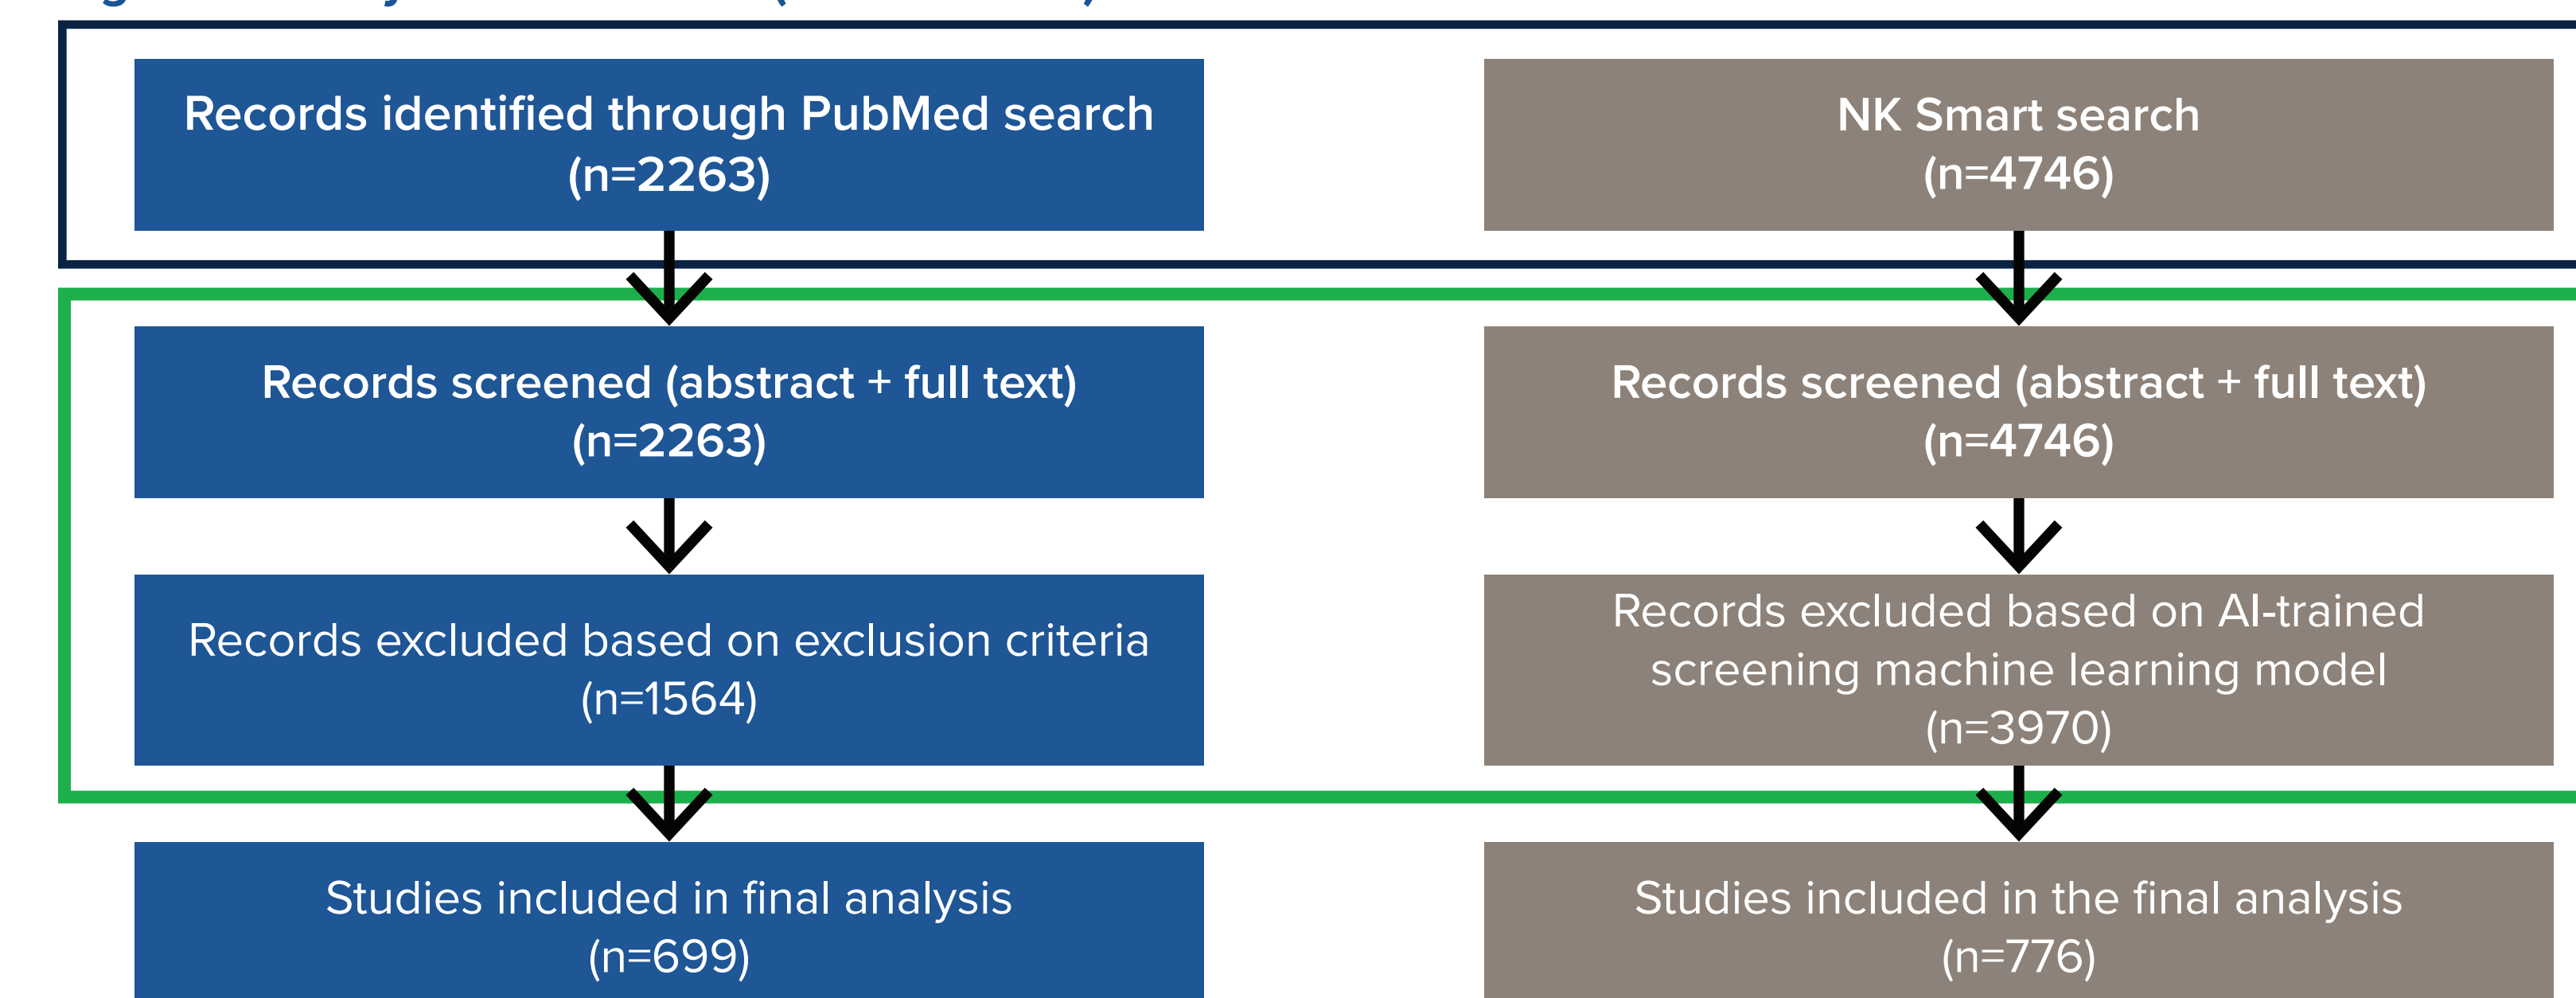 Records identified through PubMed search
(n=2263)
NK Smart search
(n=4746)
Records screened (abstract + full text)
(n=2263)
Records screened (abstract + full text)
(n=4746)
Records excluded based on exclusion criteria
(n=1564)
Records excluded based on AI-trained
screening machine learning model
(n=3970)
Studies included in final analysis
(n=699)
Studies included in the final analysis
(n=776)